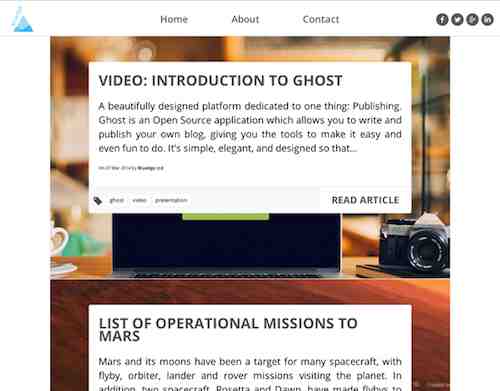 Home About Contact
VIDEO: INTRODUCTION TO GHOST
A beautifully designed platform dedicated to one thing: Publishing.
Ghost is an Open Source application which allows you to write and
publish your own blog, giving you the tools to make it easy and
even fun to do. It's simple, elegant, and designed so that...
ghost video presentation
READ ARTICLE
LIST OF OPERATIONAL MISSIONS TO
MARS
Mars and its moons have been a target for many spacecraft, with
flyby, orbiter, lander and rover missions visiting the planet. In
addition, two spacecraft, Rosetta and Dawn, have made flybys to